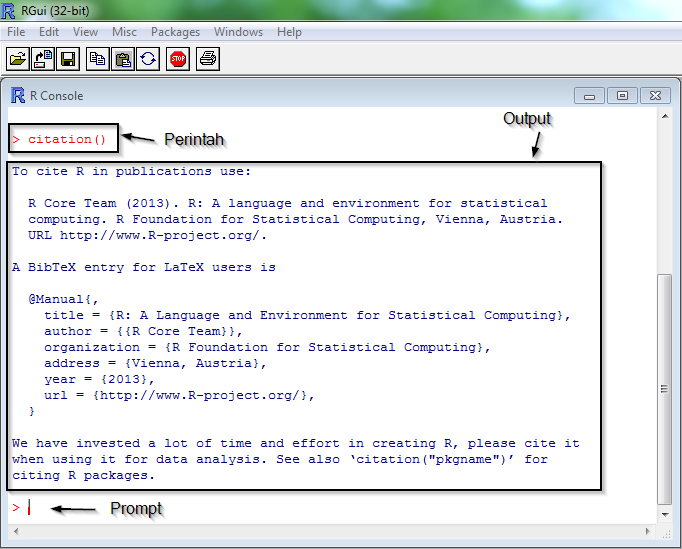 RGui (32-bit)
File Edit View Misc Packages Windows Help
STOP
R Console
Output
> citation()
Perintah
To cite R in publications use:
R Core Team (2013). R: A language and environment for statistical
computing. R Foundation for Statistical Computing, Vienna, Austria.
URL http://www.R-project.org/.
A BibTeX entry for LaTeX users is
@Manual{,
title = {R: A Language and Environment for Statistical Computing},
author = {{R Core Team}},
organization = {R Foundation for Statistical Computing},
address = {Vienna, Austria},
year = {2013},
url = {http://www.R-project.org/},
}
We have invested a lot of time and effort in creating R, please cite it
when using it for data analysis. See also ‘citation("pkgname")’ for
citing R packages.
>
Prompt